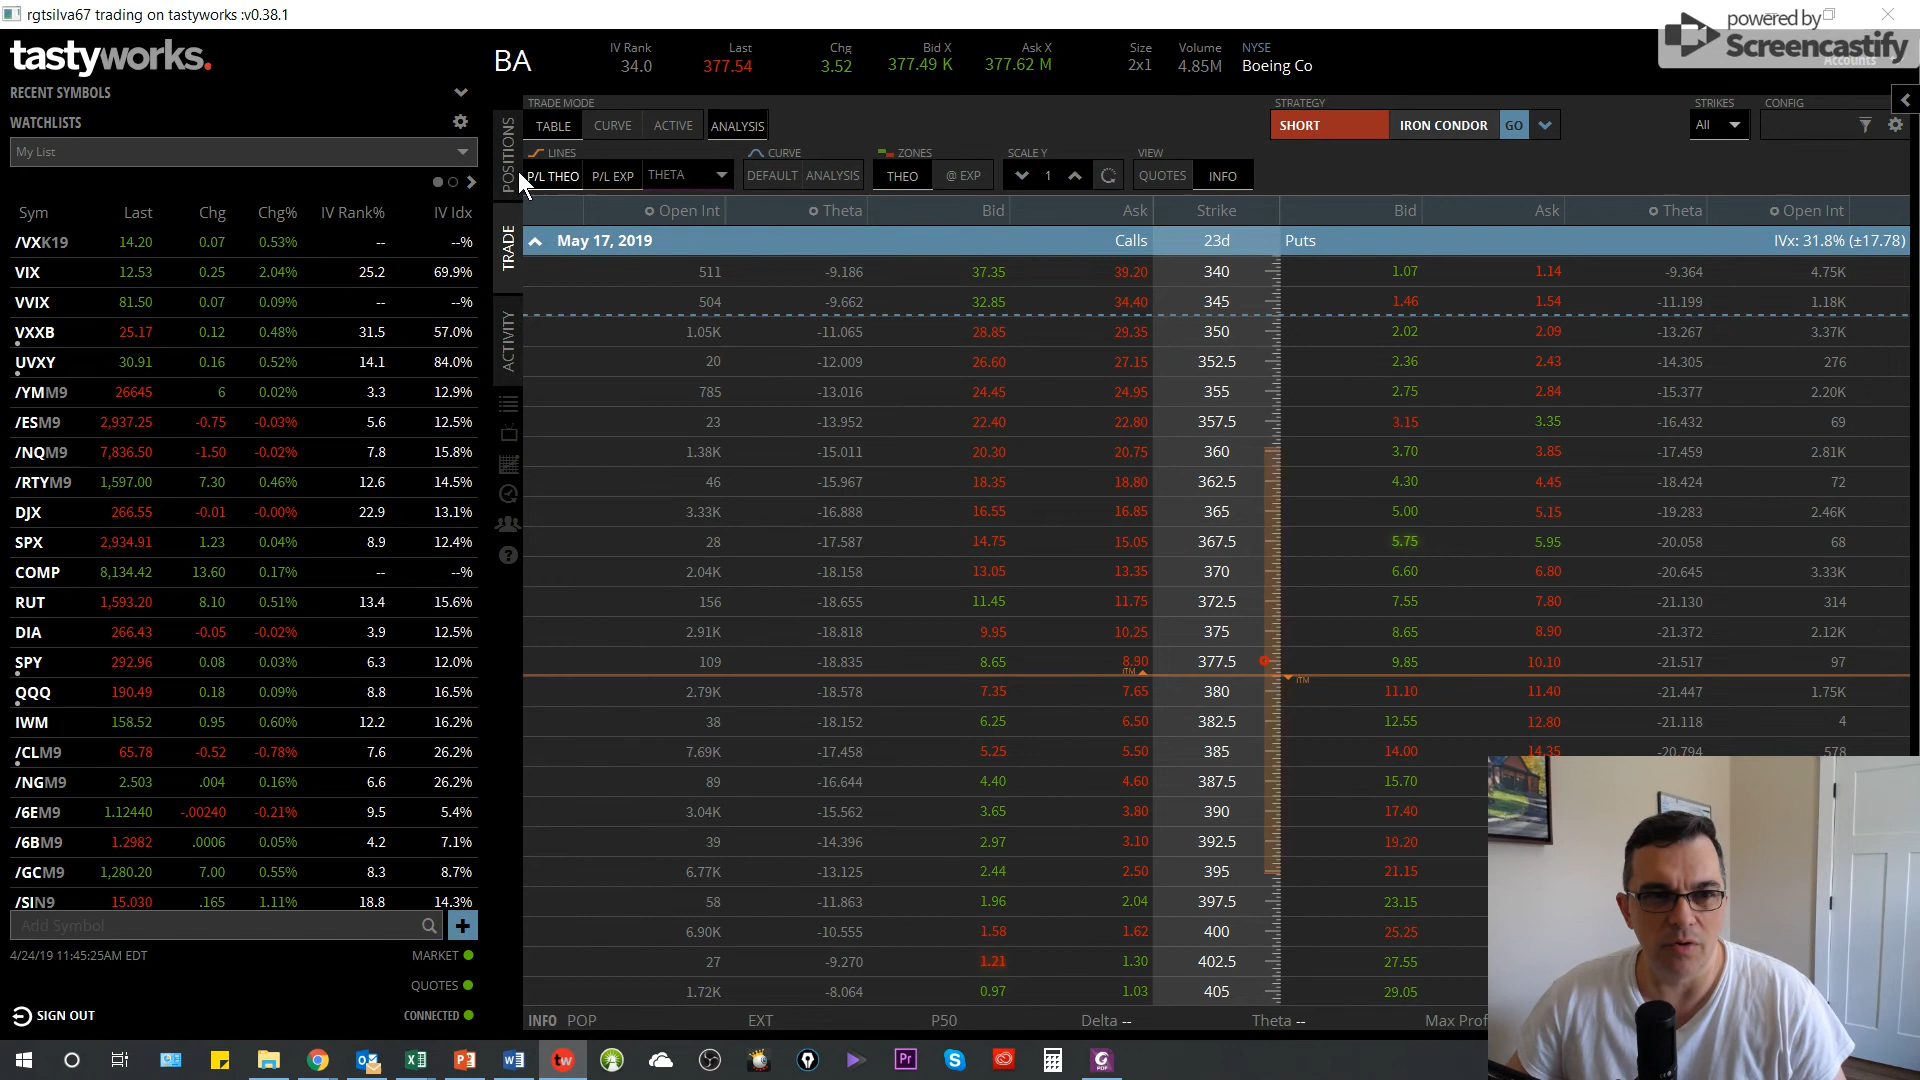 rgtsilva67 trading on tastyworks :v0.38.1
powered by
Screencastify
Accounts
tastyworks.
BA
IV Rank Last Chg Bid X Ask X Size Volume NYSE
34.0 377.54 3.52 377.49 K 377.62 M 2x1 4.85M Boeing Co
RECENT SYMBOLS
WATCHLISTS
My List
Sym Last Chg Chg% IV Rank% IV Idx
/VXK19 14.20 0.07 0.53% -- --%
VIX 12.53 0.25 2.04% 25.2 69.9%
VVIX 81.50 0.07 0.09% -- --%
VXXB 25.17 0.12 0.48% 31.5 57.0%
UVXY 30.91 0.16 0.52% 14.1 84.0%
/YMM9 26645 6 0.02% 3.3 12.9%
/ESM9 2,937.25 -0.75 -0.03% 5.6 12.5%
/NQM9 7,836.50 -1.50 -0.02% 7.8 15.8%
/RTYM9 1,597.00 7.30 0.46% 12.6 14.5%
DJX 266.55 -0.01 -0.00% 22.9 13.1%
SPX 2,934.91 1.23 0.04% 8.9 12.4%
COMP 8,134.42 13.60 0.17% -- --%
RUT 1,593.20 8.10 0.51% 13.4 15.6%
DIA 266.43 -0.05 -0.02% 3.9 12.5%
SPY 292.96 0.08 0.03% 6.3 12.0%
QQQ 190.49 0.18 0.09% 8.8 16.5%
IWM 158.52 0.95 0.60% 12.2 16.2%
/CLM9 65.78 -0.52 -0.78% 7.6 26.2%
/NGM9 2.503 .004 0.16% 6.6 26.2%
/6EM9 1.12440 -.00240 -0.21% 9.5 5.4%
/6BM9 1.2982 .0006 0.05% 4.2 7.1%
/GCM9 1,280.20 7.00 0.55% 8.3 8.7%
/SIN9 15.030 .165 1.11% 18.8 14.3%
Add Symbol
4/24/19 11:45:25AM EDT MARKET
QUOTES
SIGN OUT CONNECTED
POSITIONS
TRADE
ACTIVITY
TRADE MODE STRATEGY STRIKES CONFIG
TABLE CURVE ACTIVE ANALYSIS SHORT IRON CONDOR GO All
LINES CURVE ZONES SCALE Y VIEW
P/L THEO P/L EXP THETA DEFAULT ANALYSIS THEO @ EXP 1 QUOTES INFO
Open Int Theta Bid Ask Strike Bid Ask Theta Open Int
May 17, 2019 Calls 23d Puts IVx: 31.8% (±17.78)
511 -9.186 37.35 39.20 340 1.07 1.14 -9.364 4.75K
504 -9.662 32.85 34.40 345 1.46 1.54 -11.199 1.18K
1.05K -11.065 28.85 29.35 350 2.02 2.09 -13.267 3.37K
20 -12.009 26.60 27.15 352.5 2.36 2.43 -14.305 276
785 -13.016 24.45 24.95 355 2.75 2.84 -15.377 2.20K
23 -13.952 22.40 22.80 357.5 3.15 3.35 -16.432 69
1.38K -15.011 20.30 20.75 360 3.70 3.85 -17.459 2.81K
46 -15.967 18.35 18.80 362.5 4.30 4.45 -18.424 72
3.33K -16.888 16.55 16.85 365 5.00 5.15 -19.283 2.46K
28 -17.587 14.75 15.05 367.5 5.75 5.95 -20.058 68
2.04K -18.158 13.05 13.35 370 6.60 6.80 -20.645 3.33K
156 -18.655 11.45 11.75 372.5 7.55 7.80 -21.130 314
2.91K -18.818 9.95 10.25 375 8.65 8.90 -21.372 2.12K
109 -18.835 8.65 8.90 377.5 9.85 10.10 -21.517 97
ITM ITM
2.79K -18.578 7.35 7.65 380 11.10 11.40 -21.447 1.75K
38 -18.152 6.25 6.50 382.5 12.55 12.80 -21.118 4
7.69K -17.458 5.25 5.50 385 14.00 14.35 -20.794 578
89 -16.644 4.40 4.60 387.5 15.70
3.04K -15.562 3.65 3.80 390 17.40
39 -14.396 2.97 3.10 392.5 19.20
6.77K -13.125 2.44 2.50 395 21.15
58 -11.863 1.96 2.04 397.5 23.15
6.90K -10.555 1.58 1.62 400 25.25
27 -9.270 1.21 1.30 402.5 27.55
1.72K -8.064 0.97 1.03 405 29.05
INFO POP EXT P50 Delta -- Theta -- Max Prof
tw
Pr
PDF